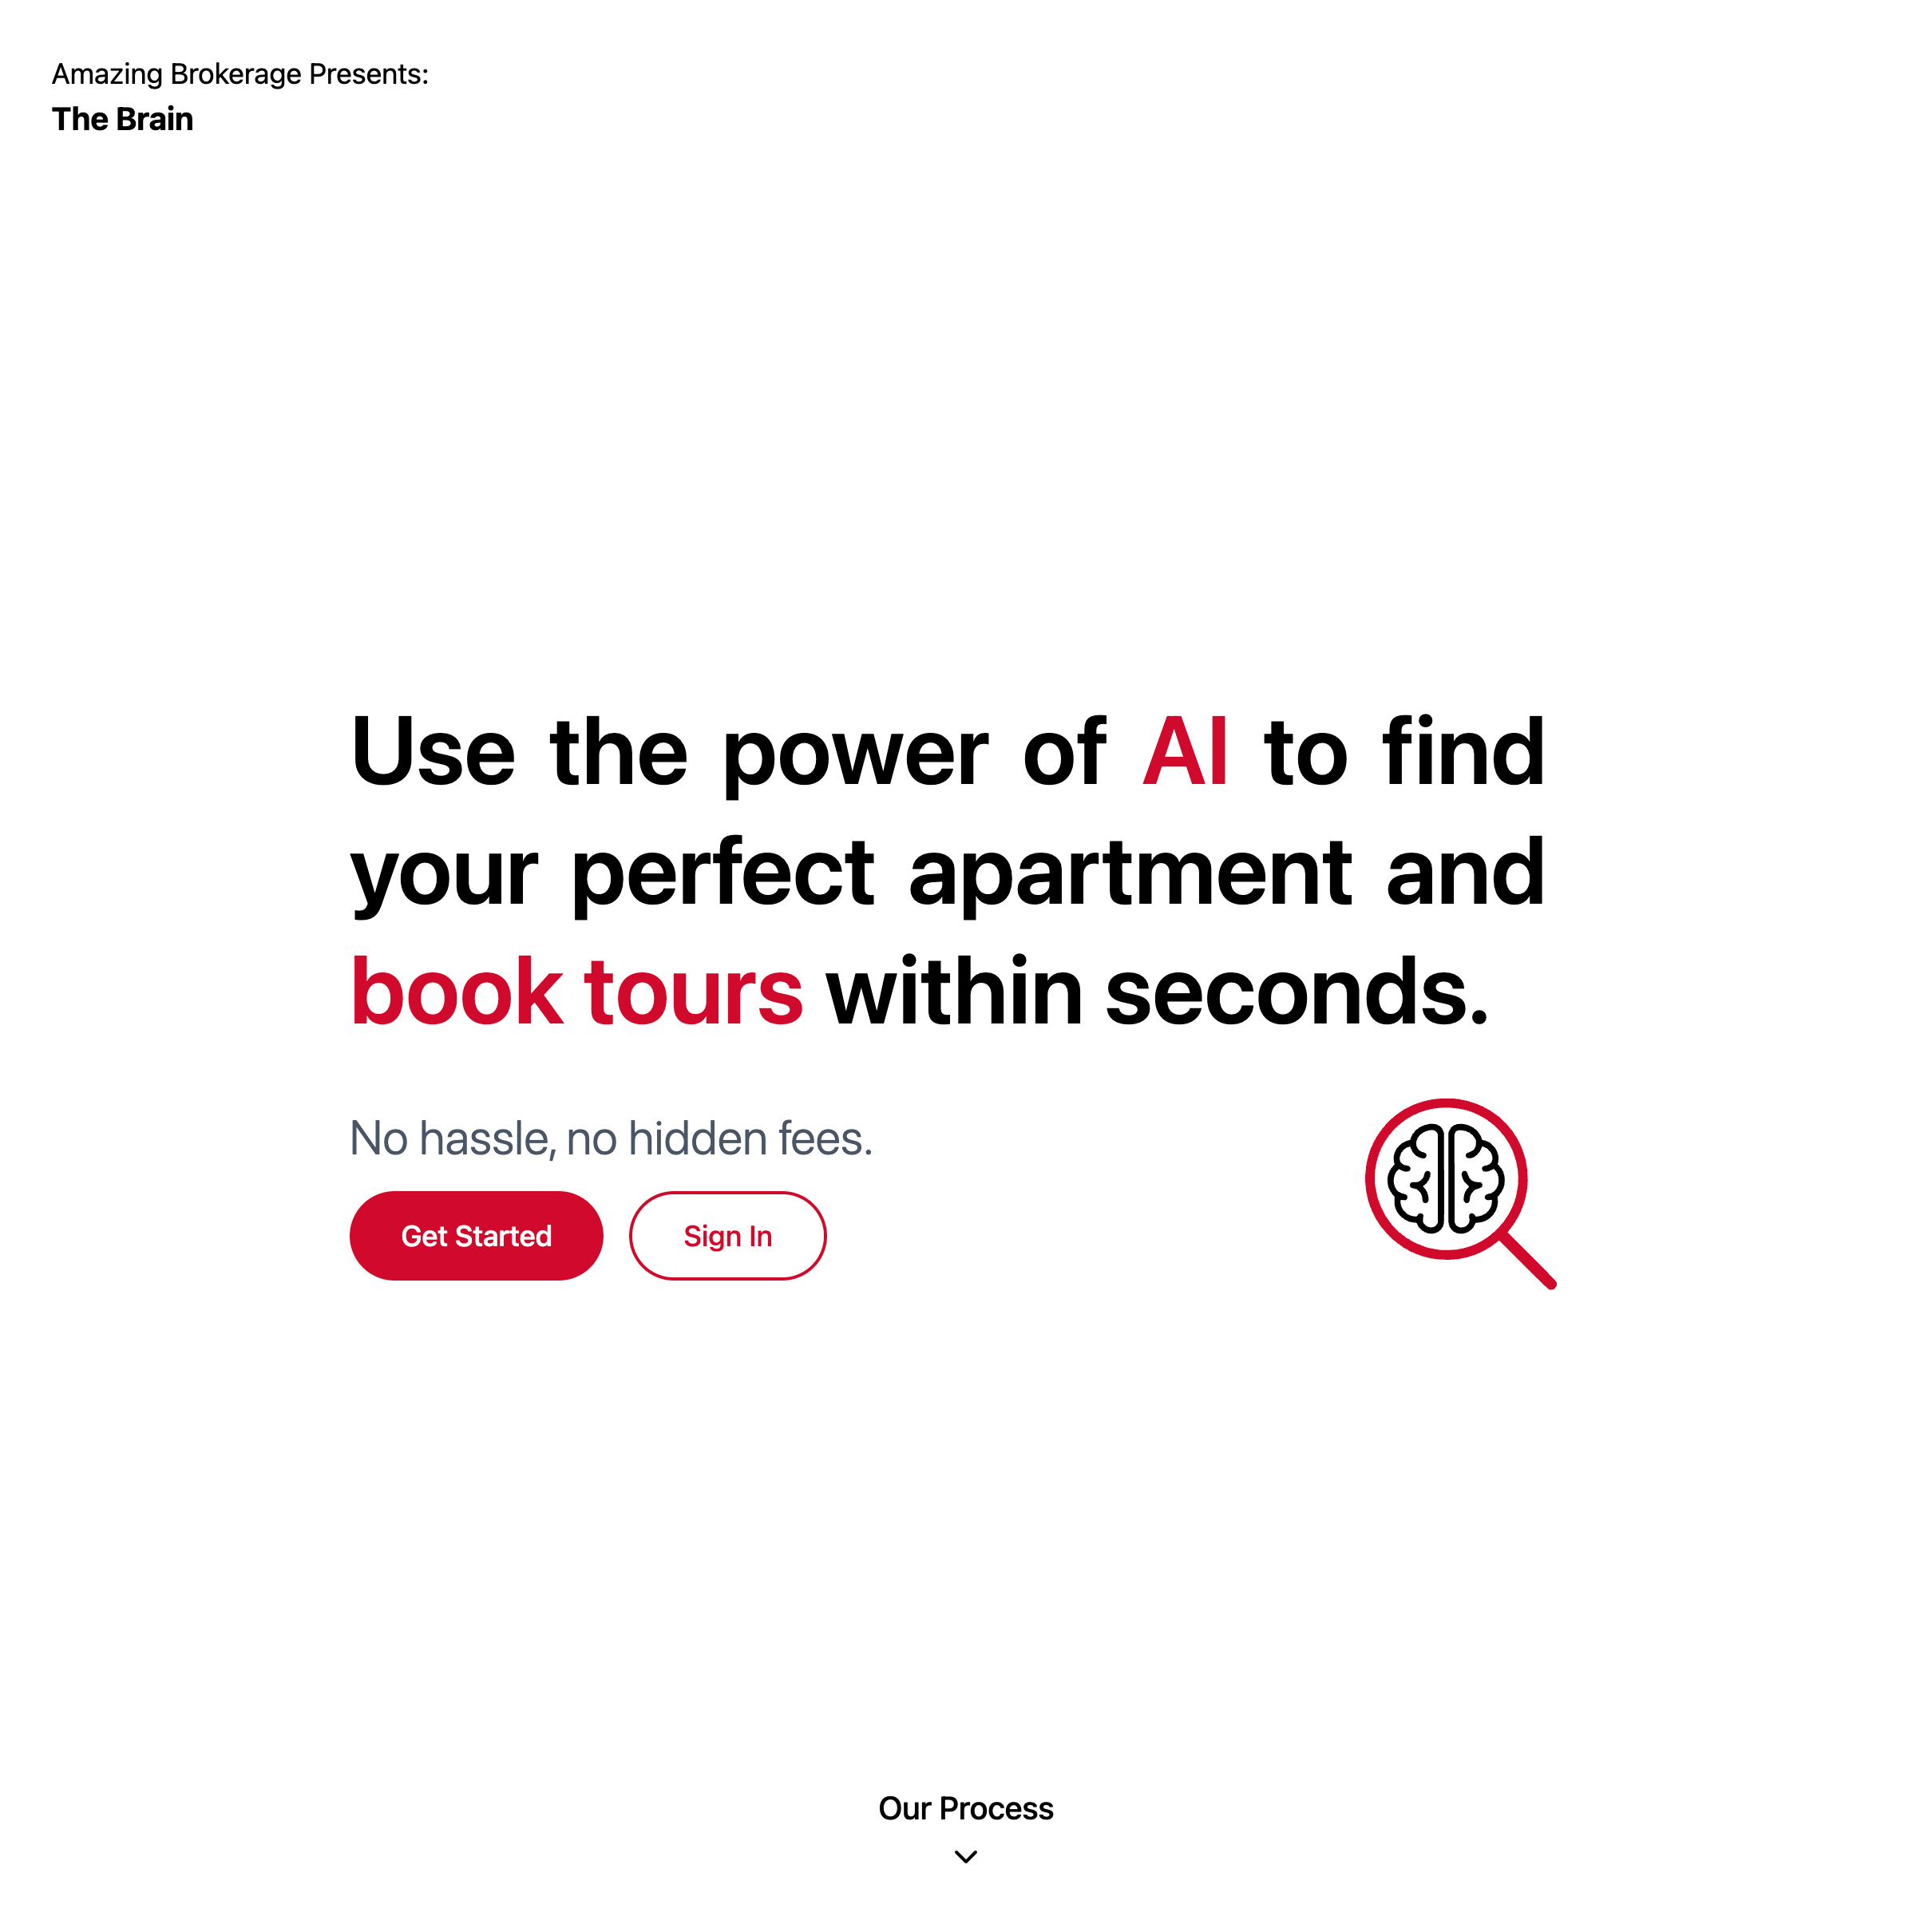 Amazing Brokerage Presents:
The Brain
Use the power of AI to find
your perfect apartment and
book tours within seconds.
No hassle, no hidden fees.
Get Started
Sign In
Our Process